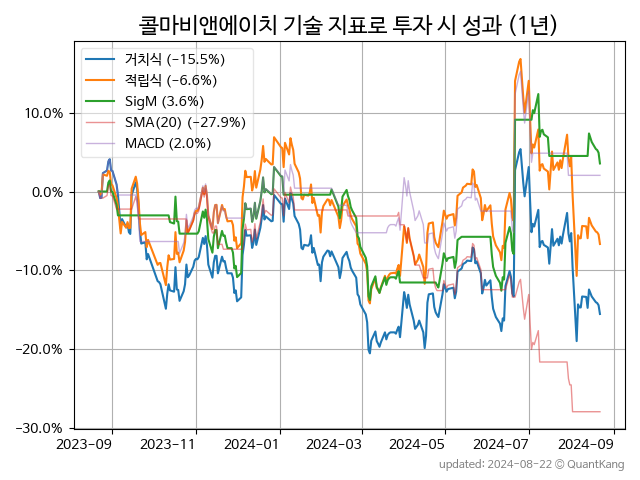 콜마비앤에이치 기술 지표로 투자 시 성과 (1년)
거치식 (−15.5%)
적립식 (−6.6%)
SigM (3.6%)
SMA(20) (−27.9%)
MACD (2.0%)
10.0%
0.0%
−10.0%
−20.0%
−30.0%
2023-09 2023-11 2024-01 2024-03 2024-05 2024-07 2024-09
updated: 2024-08-22 © QuantKang